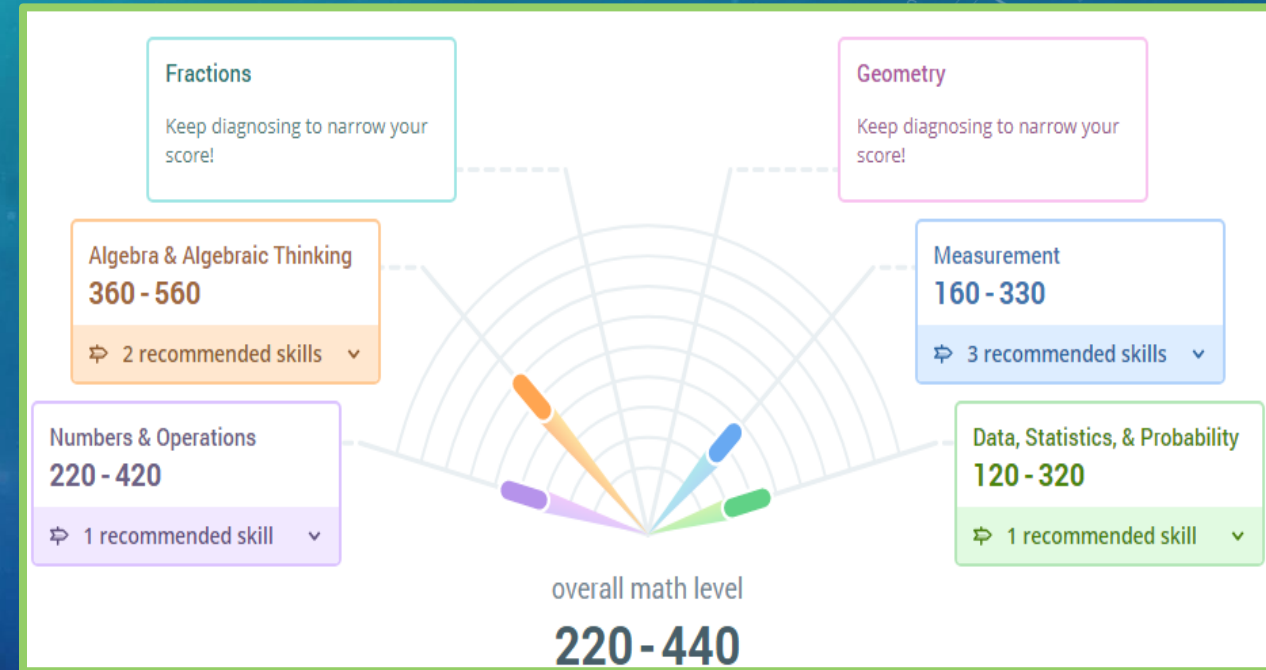 Fractions
Keep diagnosing to narrow your
score!
Geometry
Keep diagnosing to narrow your
score!
Algebra & Algebraic Thinking
360 - 560
2 recommended skills
Measurement
160 - 330
3 recommended skills
Numbers & Operations
220 - 420
1 recommended skill
Data, Statistics, & Probability
120 - 320
1 recommended skill
overall math level
220 - 440